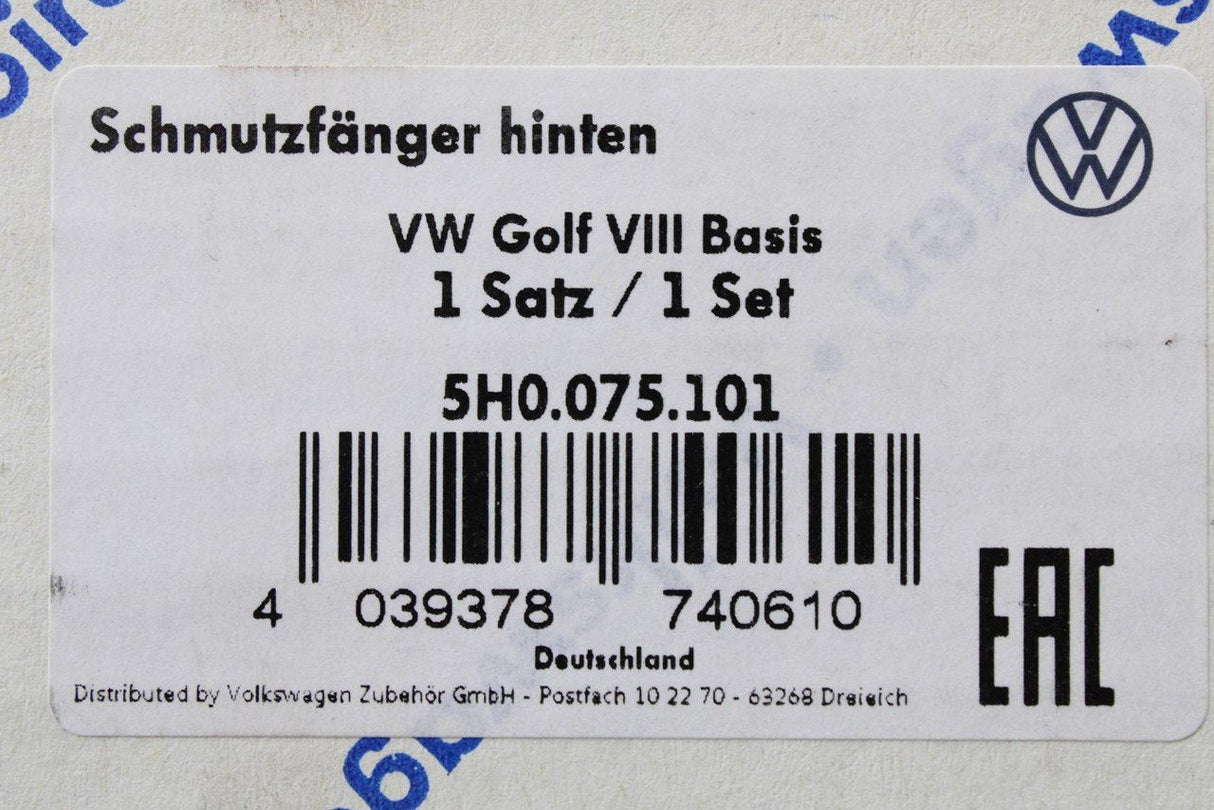 Schmutzfänger hinten
VW Golf VIII Basis
1 Satz / 1 Set
5H0.075.101
4 039378 740610
EAC
Deutschland
Distributed by Volkswagen Zubehör GmbH - Postfach 10 22 70 - 63268 Dreieich